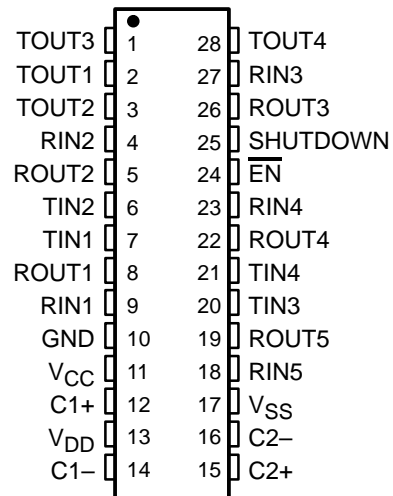 TOUT3 1 28 TOUT4
TOUT1 2 27 RIN3
TOUT2 3 26 ROUT3
RIN2 4 25 SHUTDOWN
ROUT2 5 24 E̅N̅
TIN2 6 23 RIN4
TIN1 7 22 ROUT4
ROUT1 8 21 TIN4
RIN1 9 20 TIN3
GND 10 19 ROUT5
VCC 11 18 RIN5
C1+ 12 17 VSS
VDD 13 16 C2–
C1– 14 15 C2+